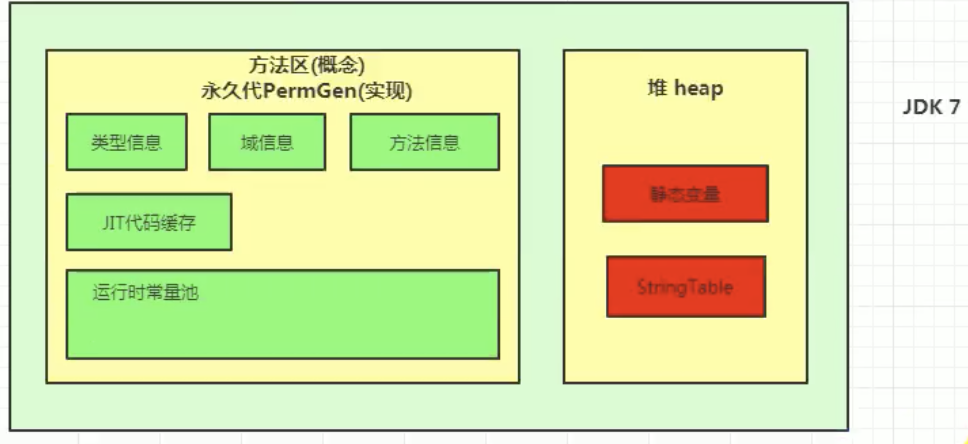 方法区(概念)
永久代PermGen(实现)
类型信息
域信息
方法信息
JIT代码缓存
运行时常量池
堆 heap
静态变量
StringTable
JDK 7